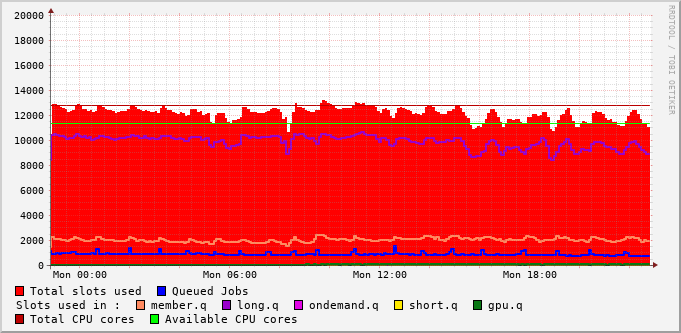 20000
18000
16000
14000
12000
10000
8000
6000
4000
2000
0
Mon 00:00 Mon 06:00 Mon 12:00 Mon 18:00
RRDTOOL / TOBI OETIKER
Total slots used Queued Jobs
Slots used in : member.q long.q ondemand.q short.q gpu.q
Total CPU cores Available CPU cores